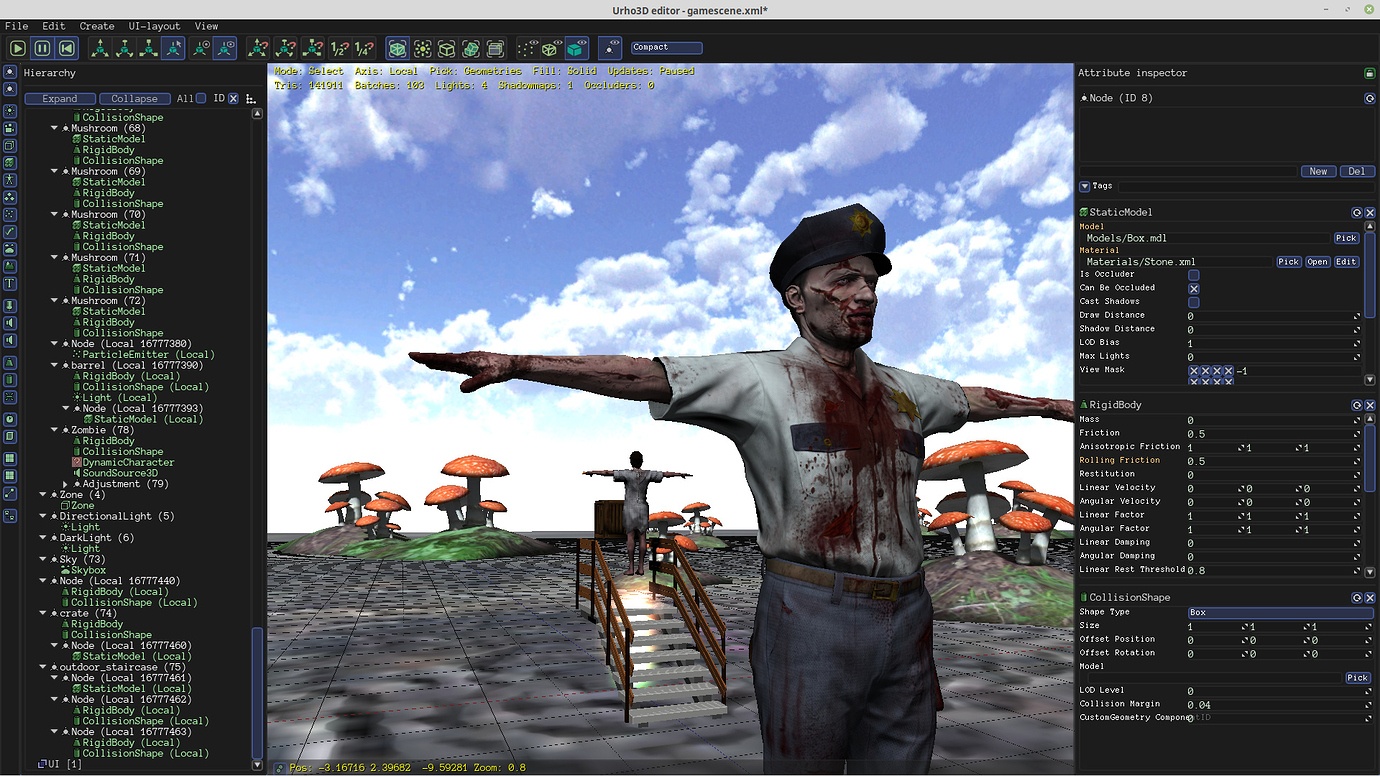 Urho3D editor - gamescene.xml*
File Edit Create UI-layout View
1/2? 1/4? Compact
Hierarchy
Expand Collapse All ID
CollisionShape
Mushroom (68)
StaticModel
RigidBody
CollisionShape
Mushroom (69)
StaticModel
RigidBody
CollisionShape
Mushroom (70)
StaticModel
RigidBody
CollisionShape
Mushroom (71)
StaticModel
RigidBody
CollisionShape
Mushroom (72)
StaticModel
RigidBody
CollisionShape
Node (Local 16777380)
ParticleEmitter (Local)
barrel (Local 16777390)
RigidBody (Local)
CollisionShape (Local)
Light (Local)
Node (Local 16777393)
StaticModel (Local)
Zombie (78)
RigidBody
CollisionShape
DynamicCharacter
SoundSource3D
Adjustment (79)
Zone (4)
Zone
DirectionalLight (5)
Light
DarkLight (6)
Light
Sky (73)
Skybox
Node (Local 16777440)
RigidBody (Local)
CollisionShape (Local)
crate (74)
RigidBody
CollisionShape
Node (Local 16777460)
StaticModel (Local)
outdoor_staircase (75)
Node (Local 16777461)
StaticModel (Local)
Node (Local 16777462)
RigidBody (Local)
CollisionShape (Local)
Node (Local 16777463)
RigidBody (Local)
CollisionShape (Local)
UI [1]
Mode: Select Axis: Local Pick: Geometries Fill: Solid Updates: Paused
Tris: 141911 Batches: 103 Lights: 4 Shadowmaps: 1 Occluders: 0
Pos: -3.16716 2.39682 -9.59281 Zoom: 0.8
Attribute inspector
Node (ID 8)
New Del
Tags
StaticModel
Model
Models/Box.mdl Pick
Material
Materials/Stone.xml Pick Open Edit
Is Occluder
Can Be Occluded
Cast Shadows
Draw Distance 0
Shadow Distance 0
LOD Bias 1
Max Lights 0
View Mask -1
RigidBody
Mass 0
Friction 0.5
Anisotropic Friction 1 1 1
Rolling Friction 0.5
Restitution 0
Linear Velocity 0 0 0
Angular Velocity 0 0 0
Linear Factor 1 1 1
Angular Factor 1 1 1
Linear Damping 0
Angular Damping 0
Linear Rest Threshold 0.8
CollisionShape
Shape Type Box
Size 1 1 1
Offset Position 0 0 0
Offset Rotation 0 0 0
Model
Pick
LOD Level 0
Collision Margin 0.04
CustomGeometry